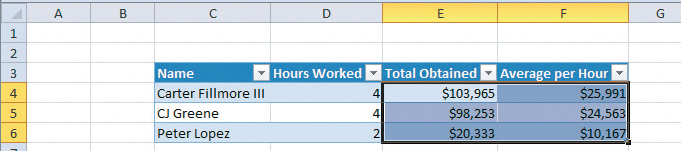 A B C D E F G
1
2
3 Name Hours Worked Total Obtained Average per Hour
4 Carter Fillmore III 4 $103,965 $25,991
5 CJ Greene 4 $98,253 $24,563
6 Peter Lopez 2 $20,333 $10,167